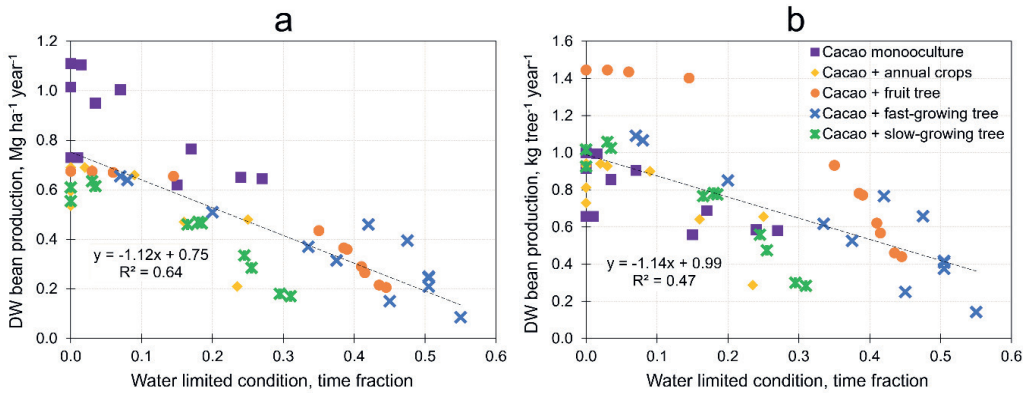 a
DW bean production, Mg ha⁻¹ year⁻¹
1.2
1.0
0.8
0.6
0.4
0.2
0.0
y = -1.12x + 0.75
R² = 0.64
0.0 0.1 0.2 0.3 0.4 0.5 0.6
Water limited condition, time fraction
b
DW bean production, kg tree⁻¹ year⁻¹
1.6
1.4
1.2
1.0
0.8
0.6
0.4
0.2
0.0
Cacao monooculture
Cacao + annual crops
Cacao + fruit tree
Cacao + fast-growing tree
Cacao + slow-growing tree
y = -1.14x + 0.99
R² = 0.47
0.0 0.1 0.2 0.3 0.4 0.5 0.6
Water limited condition, time fraction